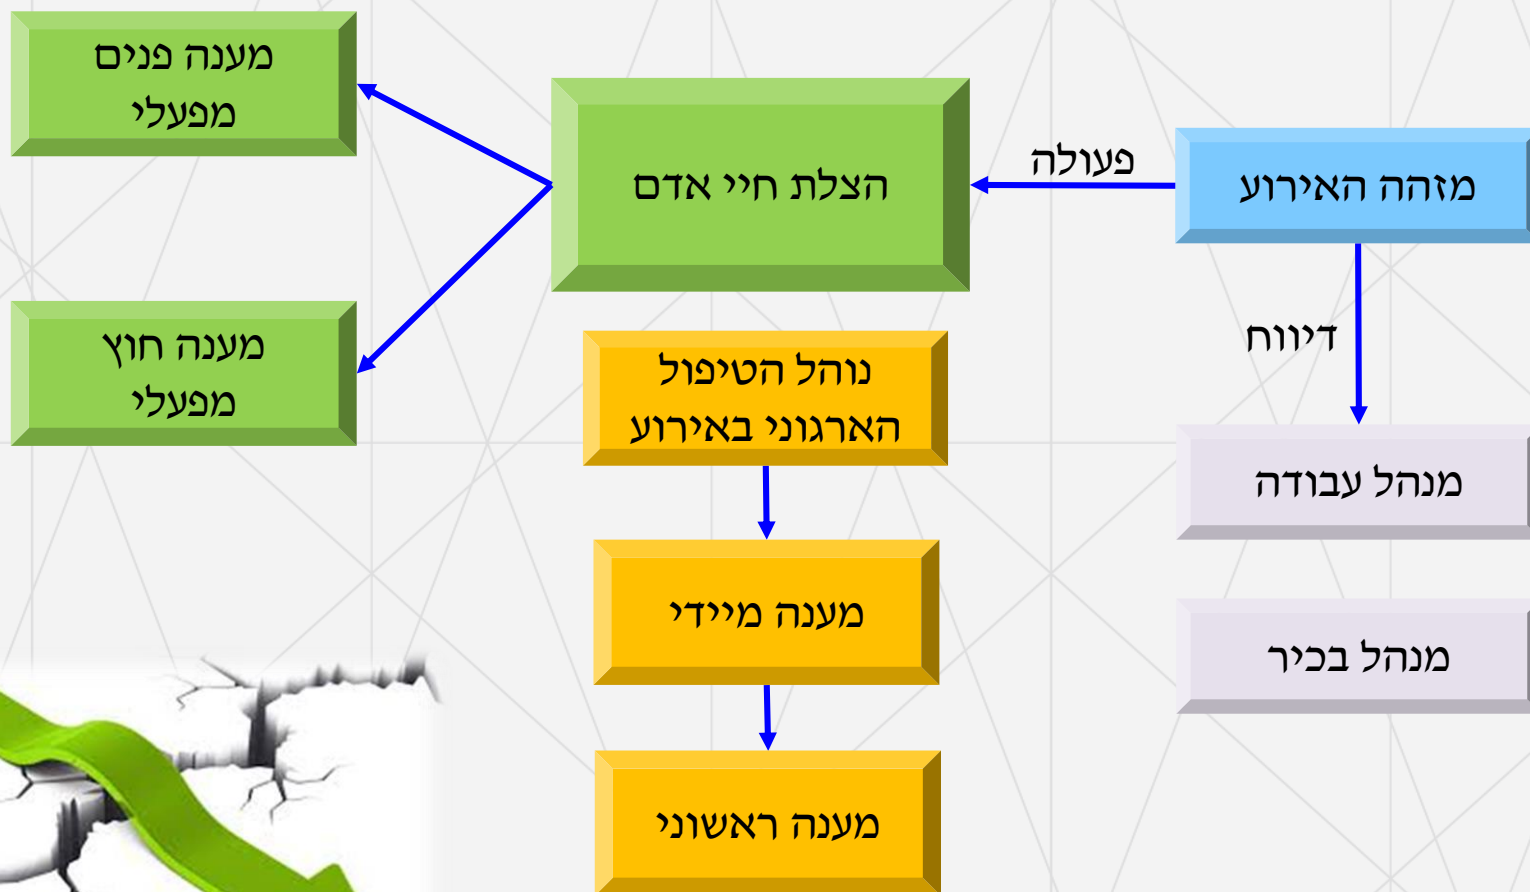 מזהה האירוע
פעולה
הצלת חיי אדם
מענה פנים
מפעלי
מענה חוץ
מפעלי
דיווח
מנהל עבודה
מנהל בכיר
נוהל הטיפול
הארגוני באירוע
מענה מיידי
מענה ראשוני